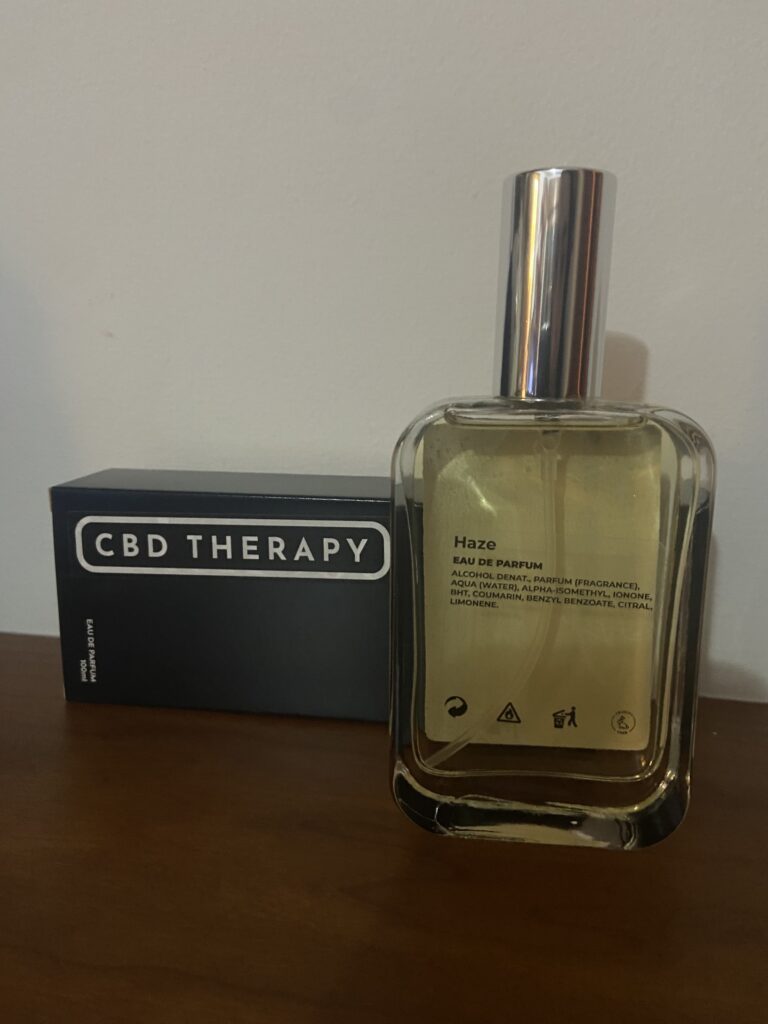 CBD THERAPY
EAU DE PARFUM
100ml
Haze
EAU DE PARFUM
ALCOHOL DENAT., PARFUM (FRAGRANCE),
AQUA (WATER), ALPHA-ISOMETHYL, IONONE,
BHT, COUMARIN, BENZYL BENZOATE, CITRAL,
LIMONENE.